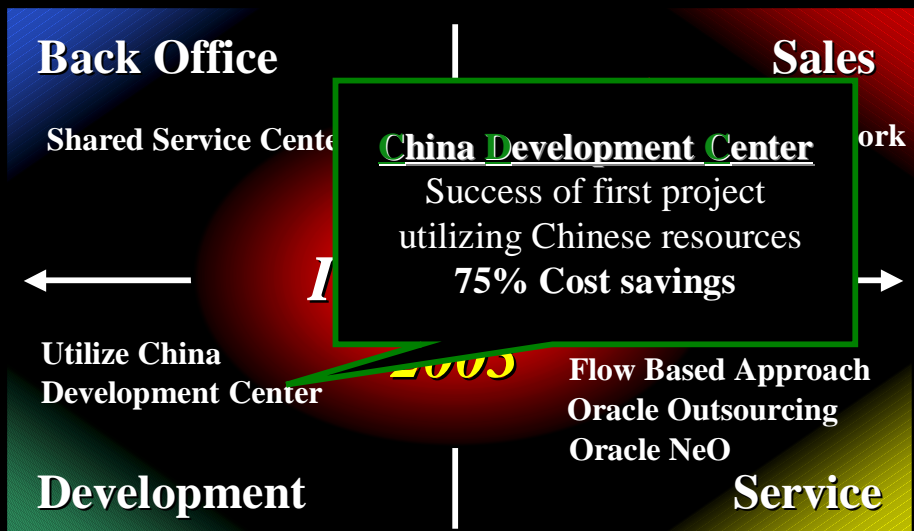 Back Office
Sales
Shared Service Cente
ork
China Development Center
Success of first project
utilizing Chinese resources
75% Cost savings
I
Utilize China
Development Center
Flow Based Approach
Oracle Outsourcing
Oracle NeO
Development
Service